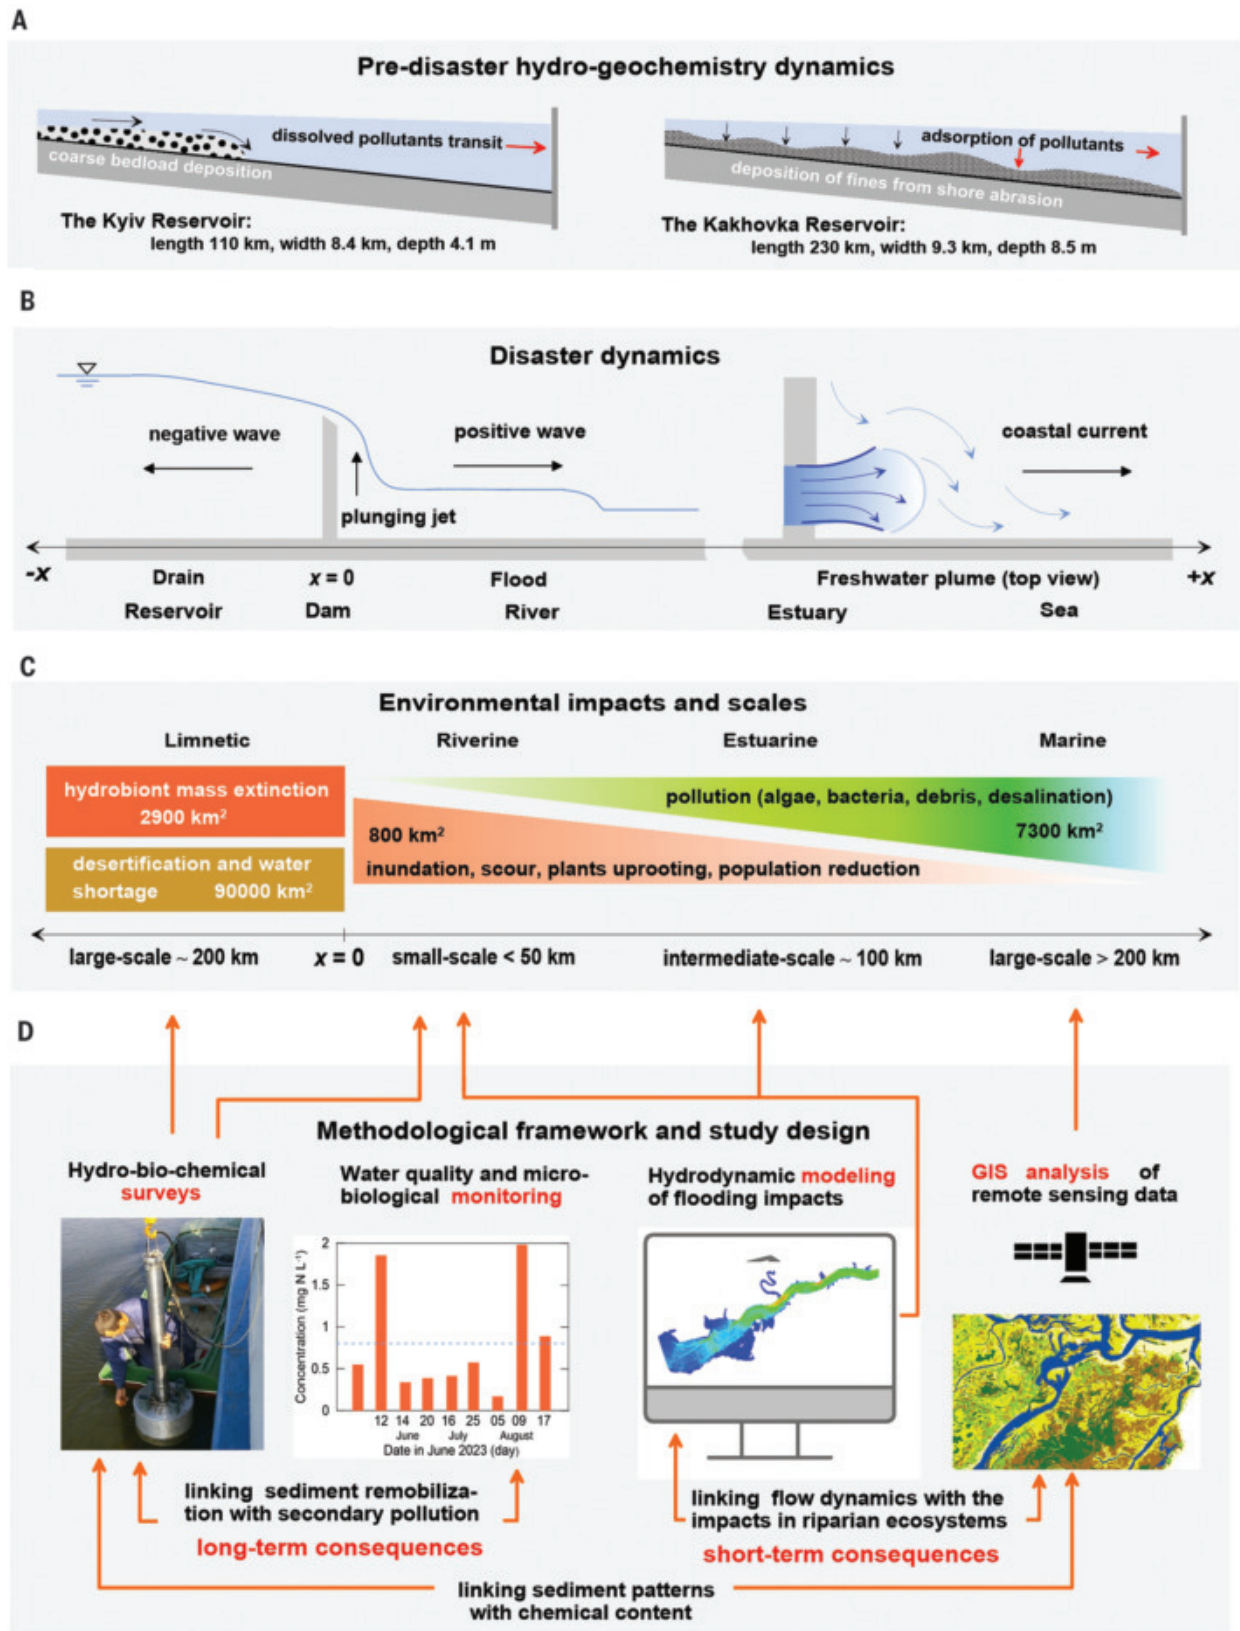 A
Pre-disaster hydro-geochemistry dynamics
dissolved pollutants transit
coarse bedload deposition
The Kyiv Reservoir:
length 110 km, width 8.4 km, depth 4.1 m
adsorption of pollutants
deposition of fines from shore abrasion
The Kakhovka Reservoir:
length 230 km, width 9.3 km, depth 8.5 m
B
Disaster dynamics
negative wave
positive wave
plunging jet
coastal current
-x
Drain
x = 0
Flood
Freshwater plume (top view)
+x
Reservoir
Dam
River
Estuary
Sea
C
Environmental impacts and scales
Limnetic
Riverine
Estuarine
Marine
hydrobiont mass extinction
2900 km²
desertification and water
shortage 90000 km²
pollution (algae, bacteria, debris, desalination)
7300 km²
800 km²
inundation, scour, plants uprooting, population reduction
large-scale ~ 200 km
x = 0
small-scale < 50 km
intermediate-scale ~ 100 km
large-scale > 200 km
D
Methodological framework and study design
Hydro-bio-chemical
surveys
Water quality and micro-
biological monitoring
Hydrodynamic modeling
of flooding impacts
GIS analysis of
remote sensing data
Concentration (mg N L⁻¹)
2
1.5
1
0.5
0
12 14 20 16 25 05 09 17
June July August
Date in June 2023 (day)
linking sediment remobiliza-
tion with secondary pollution
long-term consequences
linking flow dynamics with the
impacts in riparian ecosystems
short-term consequences
linking sediment patterns
with chemical content